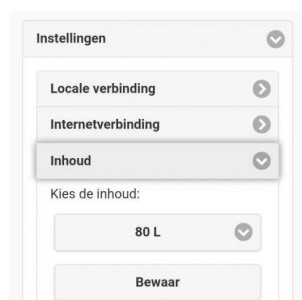 Instellingen
Locale verbinding
Internetverbinding
Inhoud
Kies de inhoud:
80 L
Bewaar